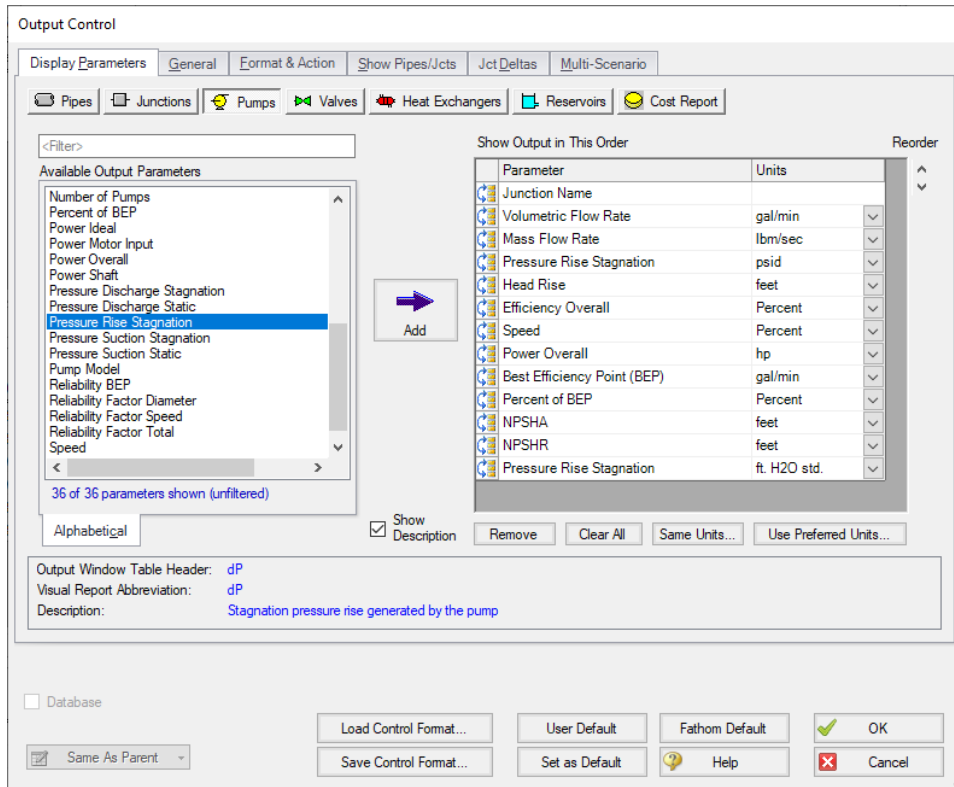 Output Control
Display Parameters General Format & Action Show Pipes/Jcts Jct Deltas Multi-Scenario
Pipes Junctions Pumps Valves Heat Exchangers Reservoirs Cost Report
<Filter>
Available Output Parameters
Number of Pumps
Percent of BEP
Power Ideal
Power Motor Input
Power Overall
Power Shaft
Pressure Discharge Stagnation
Pressure Discharge Static
Pressure Rise Stagnation
Pressure Suction Stagnation
Pressure Suction Static
Pump Model
Reliability BEP
Reliability Factor Diameter
Reliability Factor Speed
Reliability Factor Total
Speed
36 of 36 parameters shown (unfiltered)
Alphabetical
Add
Show Description
Show Output in This Order Reorder
Parameter Units
Junction Name
Volumetric Flow Rate gal/min
Mass Flow Rate lbm/sec
Pressure Rise Stagnation psid
Head Rise feet
Efficiency Overall Percent
Speed Percent
Power Overall hp
Best Efficiency Point (BEP) gal/min
Percent of BEP Percent
NPSHA feet
NPSHR feet
Pressure Rise Stagnation ft. H2O std.
Remove Clear All Same Units... Use Preferred Units...
Output Window Table Header: dP
Visual Report Abbreviation: dP
Description: Stagnation pressure rise generated by the pump
Database
Same As Parent
Load Control Format... User Default Fathom Default OK
Save Control Format... Set as Default Help Cancel